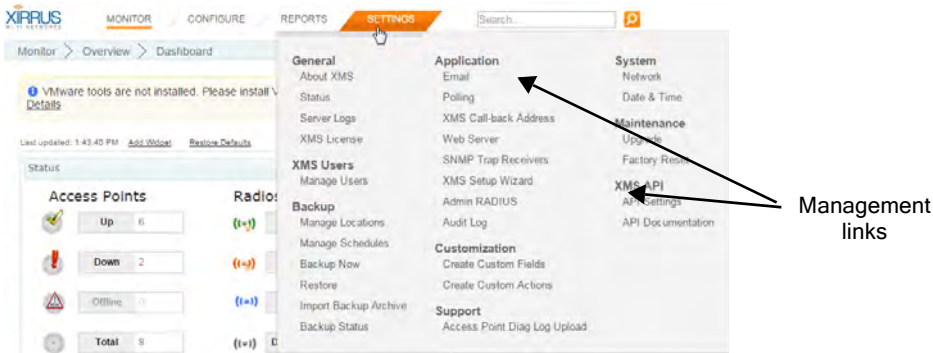 XIRRUS MONITOR CONFIGURE REPORTS SETTINGS Search...
WI-FI NETWORKS
Monitor > Overview > Dashboard
VMware tools are not installed. Please install V
Details
Last updated: 1:43:40 PM Add Widget Restore Defaults
Status
Access Points Radios
Up 6
Down 2
Offline 0
Total 8 D
General
About XMS
Status
Server Logs
XMS License
XMS Users
Manage Users
Backup
Manage Locations
Manage Schedules
Backup Now
Restore
Import Backup Archive
Backup Status
Application
Email
Polling
XMS Call-back Address
Web Server
SNMP Trap Receivers
XMS Setup Wizard
Admin RADIUS
Audit Log
Customization
Create Custom Fields
Create Custom Actions
Support
Access Point Diag Log Upload
System
Network
Date & Time
Maintenance
Upgrade
Factory Reset
XMS API
API Settings
API Documentation
Management
links